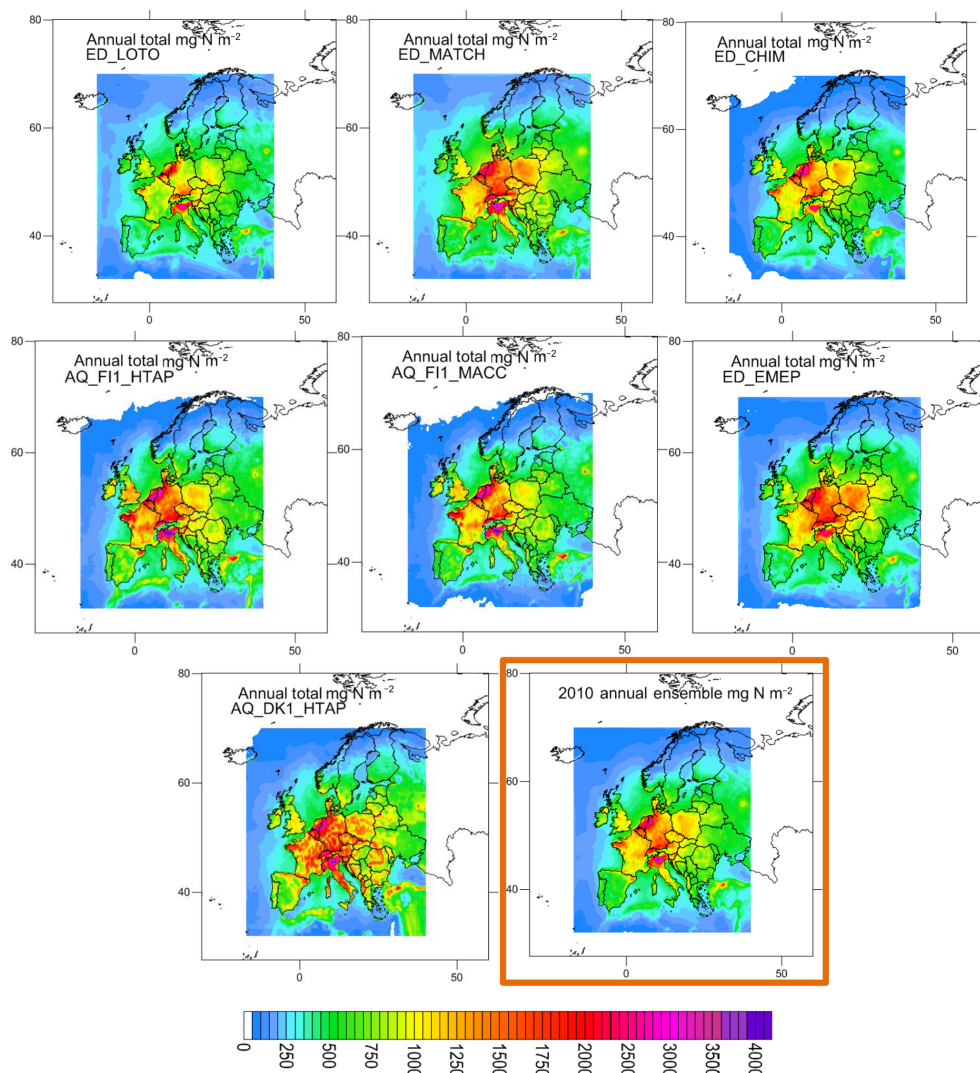 80
Annual total mg N m⁻²
ED_LOTO
60
40
0
50
80
Annual total mg N m⁻²
ED_MATCH
60
40
0
50
80
Annual total mg N m⁻²
ED_CHIM
60
40
0
50
80
Annual total mg N m⁻²
AQ_FI1_HTAP
60
40
0
50
80
Annual total mg N m⁻²
AQ_FI1_MACC
60
40
0
50
80
Annual total mg N m⁻²
ED_EMEP
60
40
0
50
80
Annual total mg N m⁻²
AQ_DK1_HTAP
60
40
0
50
80
2010 annual ensemble mg N m⁻²
60
40
0
50
0 250 500 750 1000 1250 1500 1750 2000 2500 3000 3500 4000